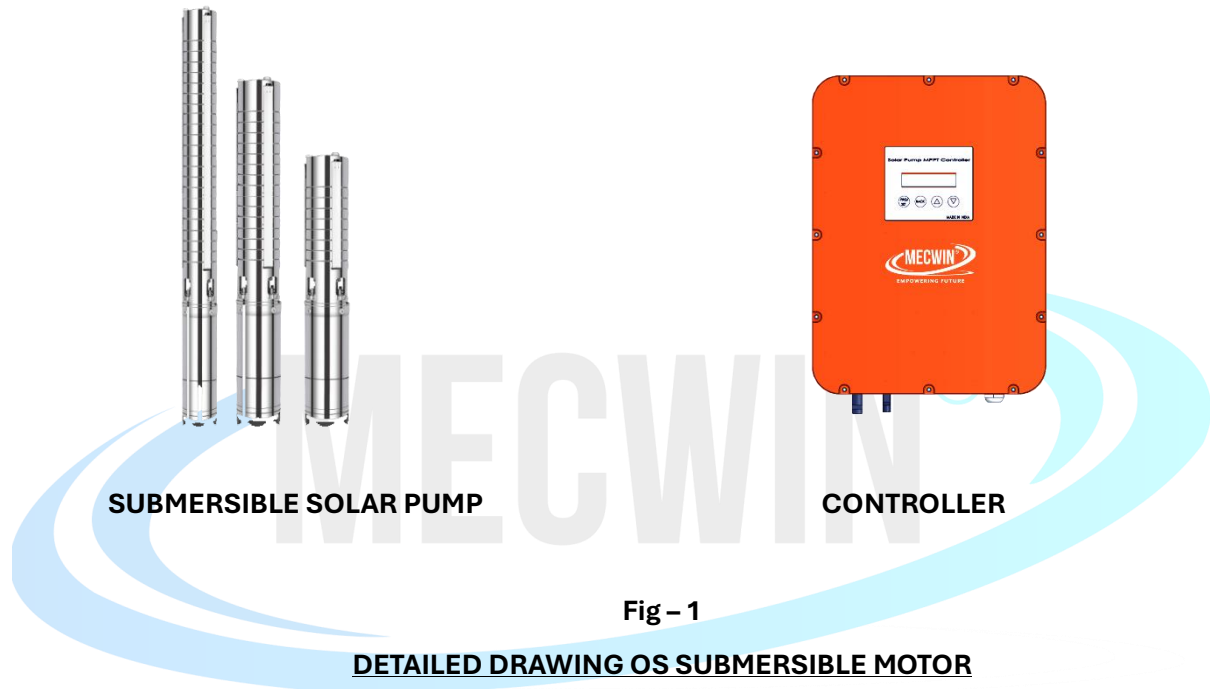 Solar Pump MPPT Controller
BACK
MADE IN INDIA
MECWIN
EMPOWERING FUTURE
MECWIN
SUBMERSIBLE SOLAR PUMP
CONTROLLER
Fig – 1
DETAILED DRAWING OS SUBMERSIBLE MOTOR